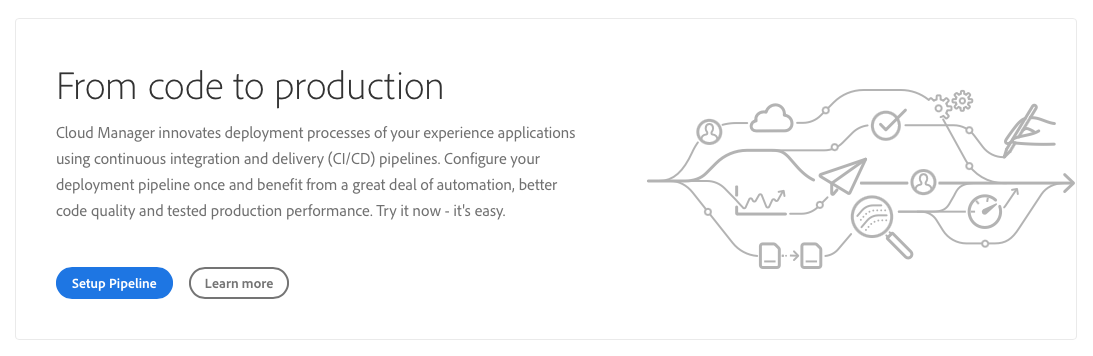 From code to production
Cloud Manager innovates deployment processes of your experience applications
using continuous integration and delivery (CI/CD) pipelines. Configure your
deployment pipeline once and benefit from a great deal of automation, better
code quality and tested production performance. Try it now - it's easy.
Setup Pipeline
Learn more